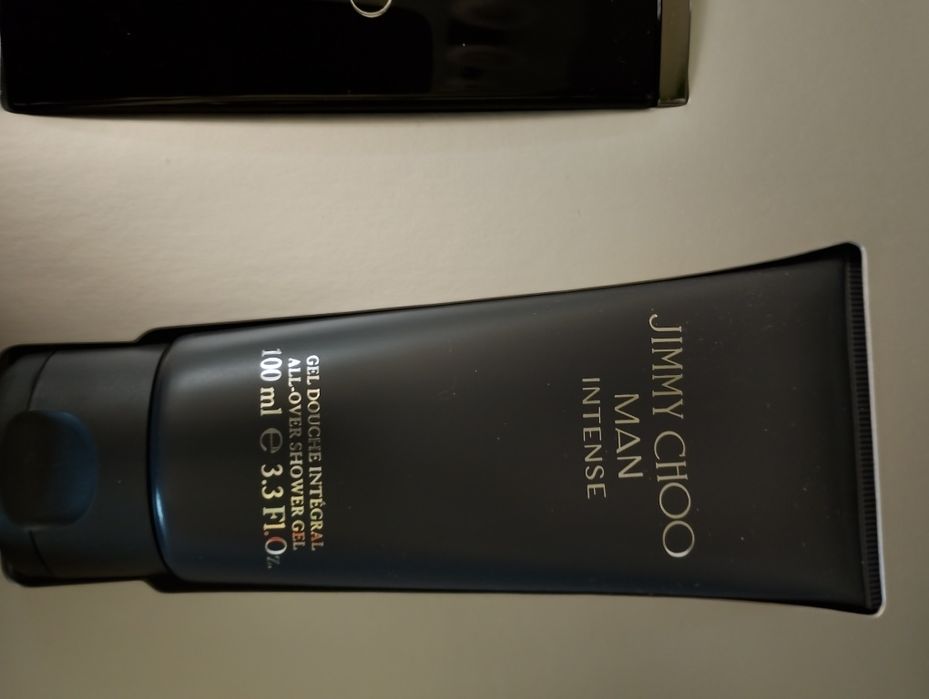 JIMMY CHOO
MAN
INTENSE
GEL DOUCHE INTÉGRAL
ALL-OVER SHOWER GEL
100 ml ℮ 3.3 Fl.Oz.